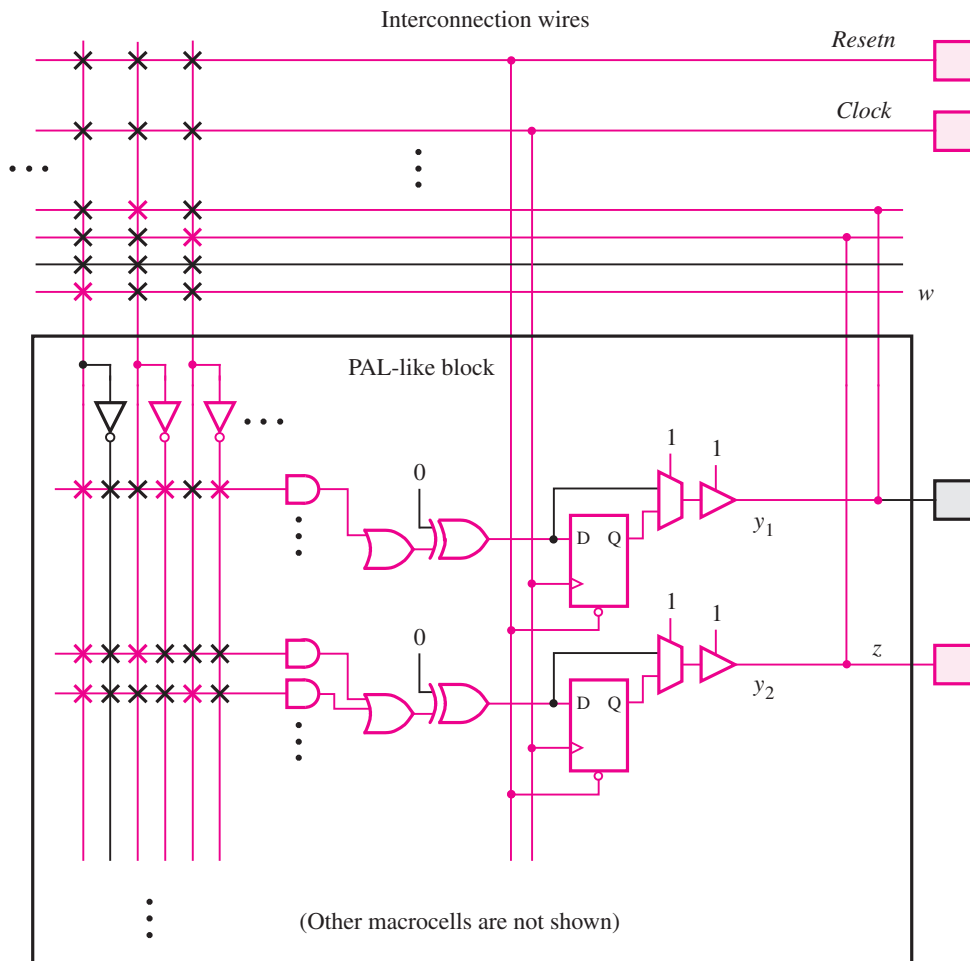 Interconnection wires
Resetn
Clock
w
PAL-like block
1
1
0
D Q
y1
1
1
0
z
D Q
y2
(Other macrocells are not shown)